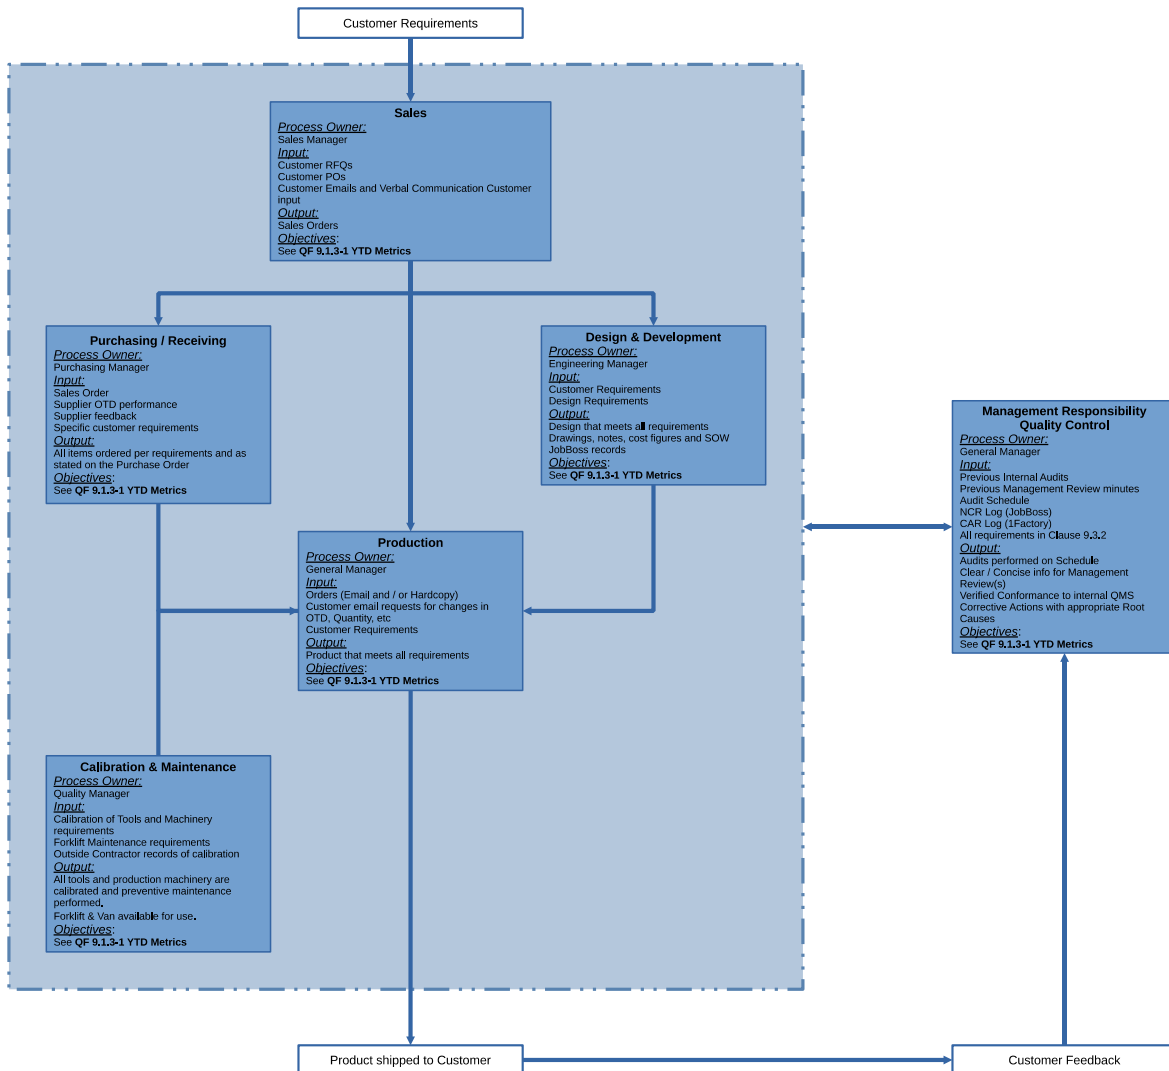 Customer Requirements
Sales
Process Owner:
Sales Manager
Input:
Customer RFQs
Customer POs
Customer Emails and Verbal Communication Customer
input
Output:
Sales Orders
Objectives:
See QF 9.1.3-1 YTD Metrics
Purchasing / Receiving
Process Owner:
Purchasing Manager
Input:
Sales Order
Supplier OTD performance
Supplier feedback
Specific customer requirements
Output:
All items ordered per requirements and as
stated on the Purchase Order
Objectives:
See QF 9.1.3-1 YTD Metrics
Design & Development
Process Owner:
Engineering Manager
Input:
Customer Requirements
Design Requirements
Output:
Design that meets all requirements
Drawings, notes, cost figures and SOW
JobBoss records
Objectives:
See QF 9.1.3-1 YTD Metrics
Management Responsibility
Quality Control
Process Owner:
General Manager
Input:
Previous Internal Audits
Previous Management Review minutes
Audit Schedule
NCR Log (JobBoss)
CAR Log (1Factory)
All requirements in Clause 9.3.2
Output:
Audits performed on Schedule
Clear / Concise info for Management
Review(s)
Verified Conformance to internal QMS
Corrective Actions with appropriate Root
Causes
Objectives:
See QF 9.1.3-1 YTD Metrics
Production
Process Owner:
General Manager
Input:
Orders (Email and / or Hardcopy)
Customer email requests for changes in
OTD, Quantity, etc
Customer Requirements
Output:
Product that meets all requirements
Objectives:
See QF 9.1.3-1 YTD Metrics
Calibration & Maintenance
Process Owner:
Quality Manager
Input:
Calibration of Tools and Machinery
requirements
Forklift Maintenance requirements
Outside Contractor records of calibration
Output:
All tools and production machinery are
calibrated and preventive maintenance
performed.
Forklift & Van available for use.
Objectives:
See QF 9.1.3-1 YTD Metrics
Product shipped to Customer
Customer Feedback